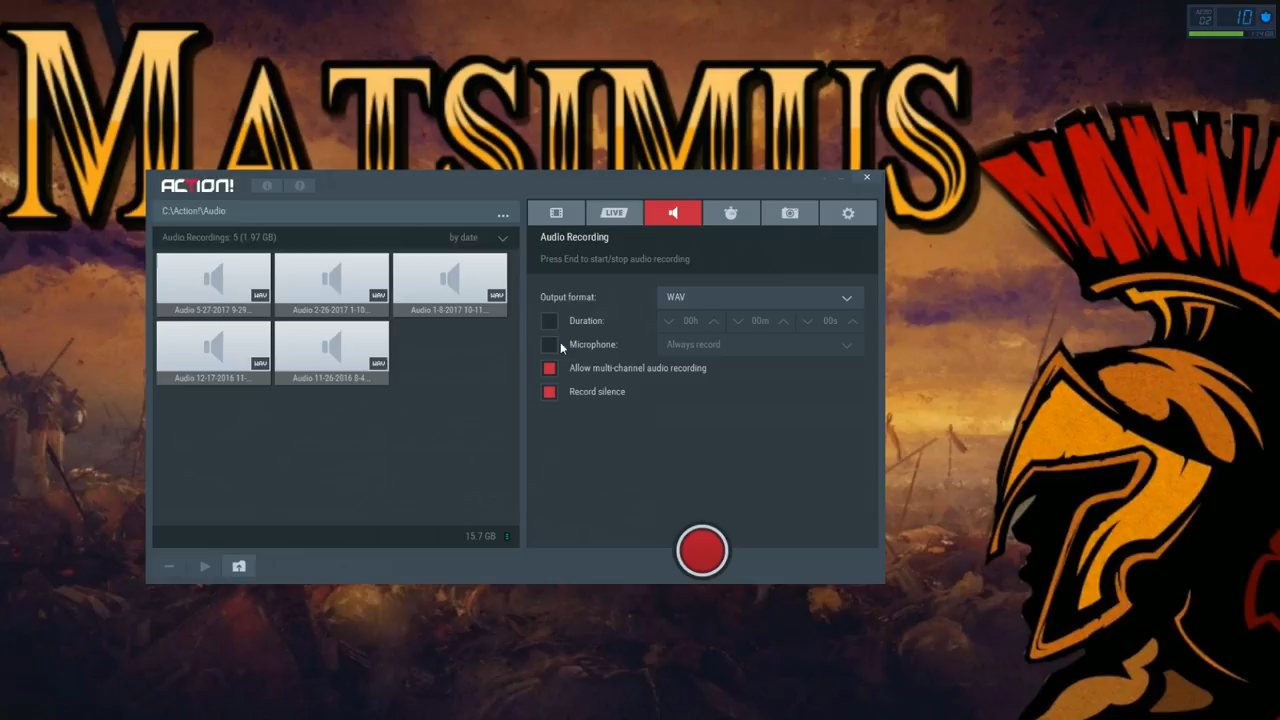 MATSIMUS
10
02
ACTION!
C:\Action!\Audio
...
LIVE
Audio Recordings: 5 (1.97 GB)
by date
Audio Recording
Press End to start/stop audio recording
WAV
WAV
WAV
Audio 5-27-2017 9-29...
Audio 2-26-2017 1-18...
Audio 1-8-2017 10-11...
WAV
WAV
Audio 12-17-2016 11-...
Audio 11-26-2016 8-4...
Output format:
WAV
Duration:
00h
00m
00s
Microphone:
Always record
Allow multi-channel audio recording
Record silence
15.7 GB